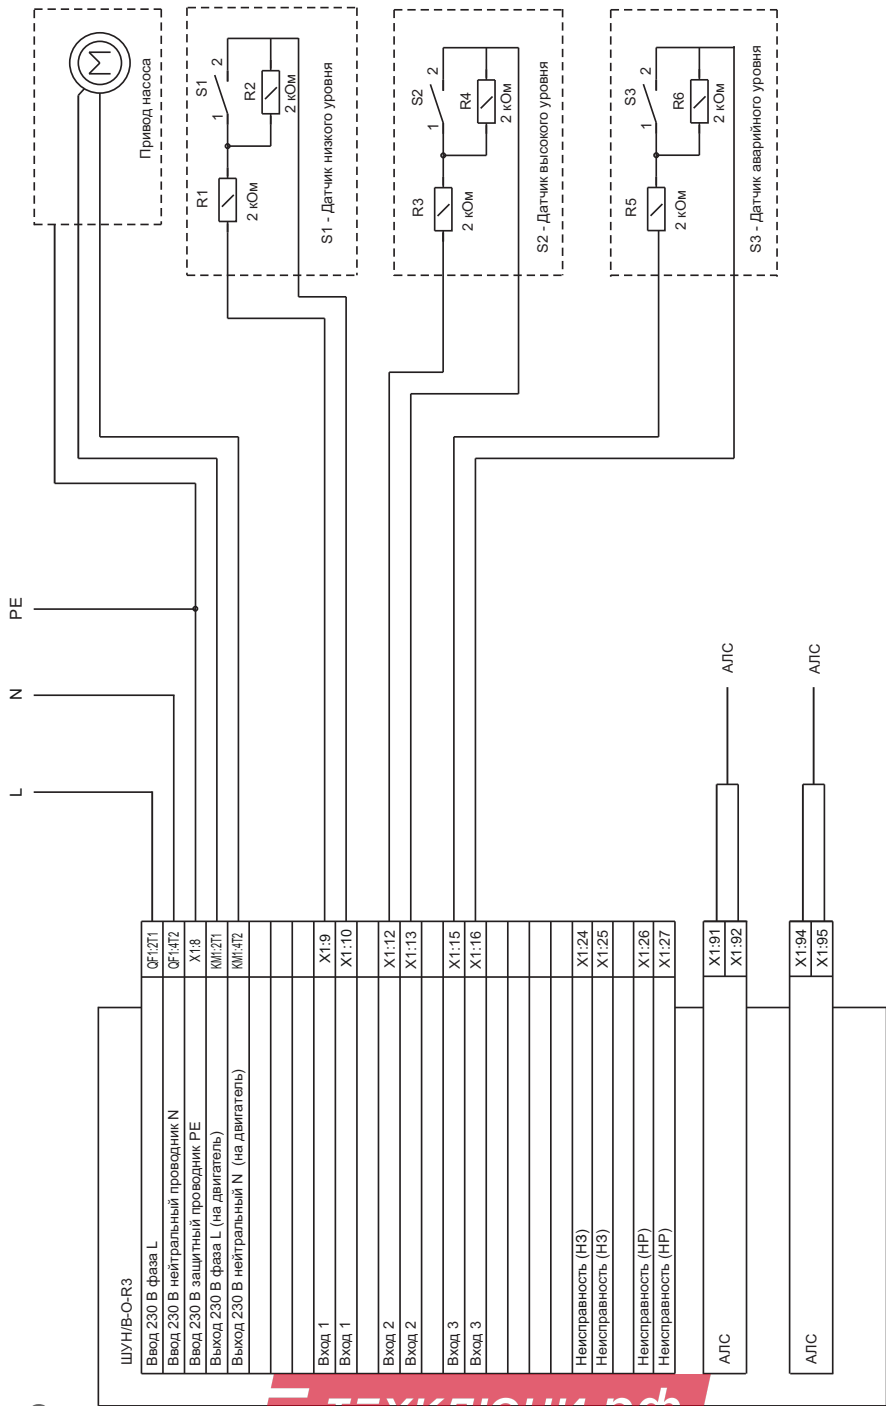 ШУН/В-О-R3
Ввод 230 В фаза L QF1:2T1
Ввод 230 В нейтральный проводник N QF1:4T2
Ввод 230 В защитный проводник PE X1:8
Выход 230 В фаза L (на двигатель) КМ1:2T1
Выход 230 В нейтральный N (на двигатель) КМ1:4T2
Вход 1 X1:9
Вход 1 X1:10
Вход 2 X1:12
Вход 2 X1:13
Вход 3 X1:15
Вход 3 X1:16
Неисправность (НЗ) X1:24
Неисправность (НЗ) X1:25
Неисправность (НР) X1:26
Неисправность (НР) X1:27
АЛС X1:91
X1:92
АЛС
АЛС X1:94
X1:95
АЛС
L
N
PE
M
Привод насоса
S1
1 2
R1
2 кОм
R2
2 кОм
S1 - Датчик низкого уровня
S2
1 2
R3
2 кОм
R4
2 кОм
S2 - Датчик высокого уровня
S3
1 2
R5
2 кОм
R6
2 кОм
S3 - Датчик аварийного уровня